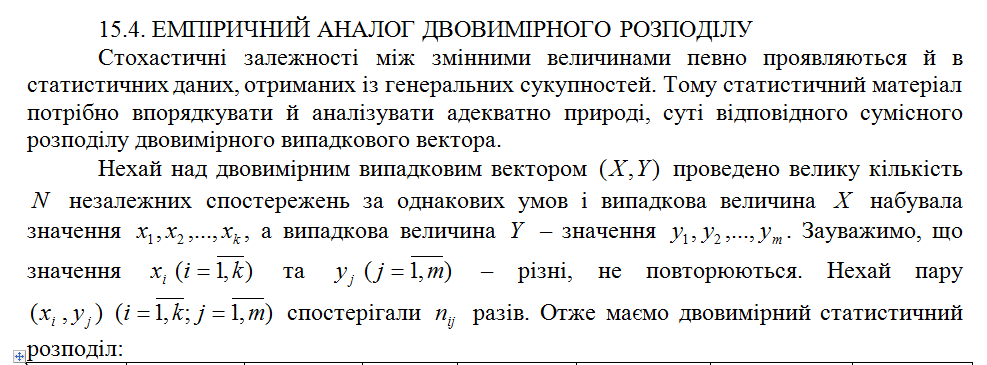 15.4. ЕМПІРИЧНИЙ АНАЛОГ ДВОВИМІРНОГО РОЗПОДІЛУ
Стохастичні залежності між змінними величинами певно проявляються й в
статистичних даних, отриманих із генеральних сукупностей. Тому статистичний матеріал
потрібно впорядкувати й аналізувати адекватно природі, суті відповідного сумісного
розподілу двовимірного випадкового вектора.
Нехай над двовимірним випадковим вектором (X,Y) проведено велику кількість
N незалежних спостережень за однакових умов і випадкова величина X набувала
значення x₁, x₂,..., xₖ, а випадкова величина Y – значення y₁, y₂,..., yₘ. Зауважимо, що
значення xᵢ (i = 1,k) та yⱼ (j = 1,m) – різні, не повторюються. Нехай пару
(xᵢ, yⱼ) (i = 1,k; j = 1,m) спостерігали nᵢⱼ разів. Отже маємо двовимірний статистичний
розподіл: